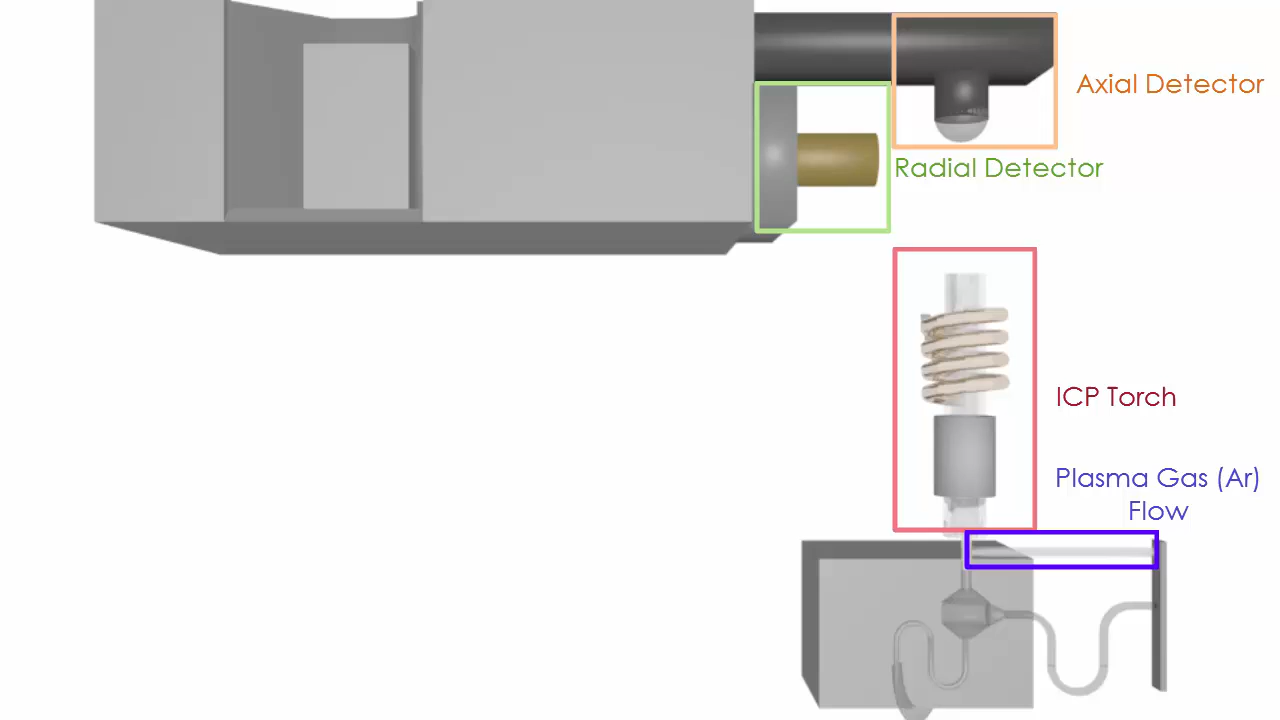 Axial Detector
Radial Detector
ICP Torch
Plasma Gas (Ar)
Flow